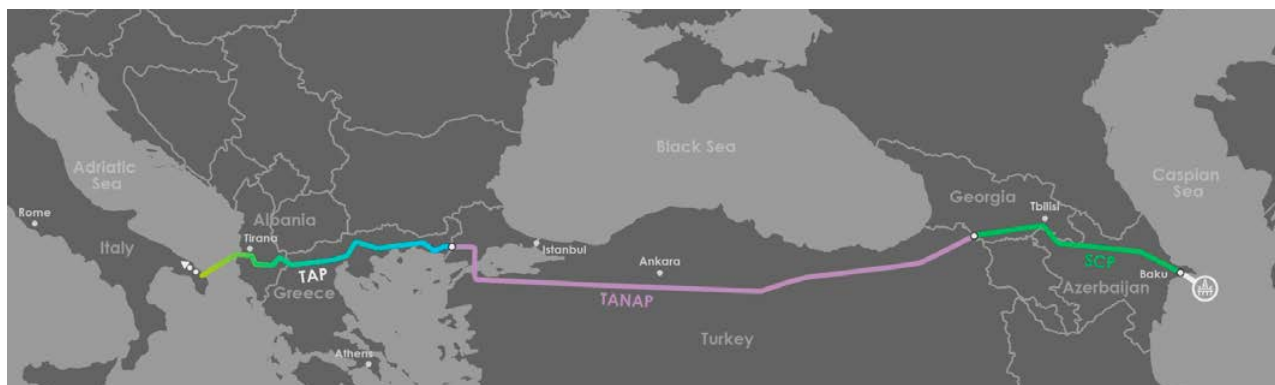 Adriatic
Sea
Rome
Italy
Albania
Tirana
TAP
Greece
Athens
Istanbul
Black Sea
Ankara
TANAP
Turkey
Georgia
Tbilisi
SCP
Azerbaijan
Baku
Caspian
Sea